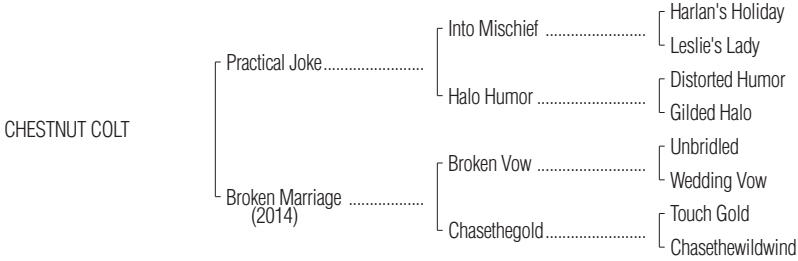 Harlan's Holiday
Into Mischief ........................
Leslie's Lady
Practical Joke........................
Distorted Humor
Halo Humor ..........................
Gilded Halo
CHESTNUT COLT
Unbridled
Broken Vow ..........................
Wedding Vow
Broken Marriage ..................
(2014)
Touch Gold
Chasethegold........................
Chasethewildwind